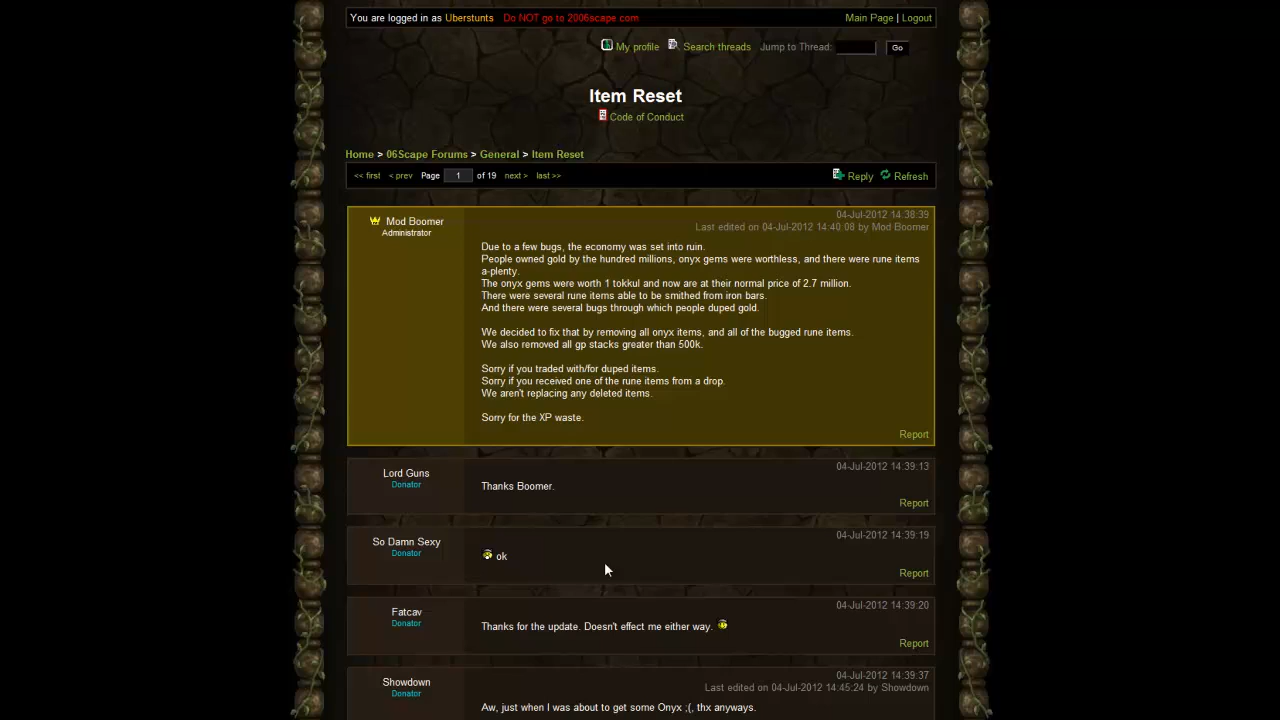 You are logged in as Uberstunts Do NOT go to 2006scape.com Main Page | Logout
My profile Search threads Jump to Thread: Go
Item Reset
Code of Conduct
Home > 06Scape Forums > General > Item Reset
<< first < prev Page 1 of 19 next > last >> Reply Refresh
Mod Boomer
Administrator
04-Jul-2012 14:38:39
Last edited on 04-Jul-2012 14:40:08 by Mod Boomer
Due to a few bugs, the economy was set into ruin.
People owned gold by the hundred millions, onyx gems were worthless, and there were rune items
a-plenty.
The onyx gems were worth 1 tokkul and now are at their normal price of 2.7 million.
There were several rune items able to be smithed from iron bars.
And there were several bugs through which people duped gold.
We decided to fix that by removing all onyx items, and all of the bugged rune items.
We also removed all gp stacks greater than 500k.
Sorry if you traded with/for duped items.
Sorry if you received one of the rune items from a drop.
We aren't replacing any deleted items.
Sorry for the XP waste.
Report
Lord Guns
Donator
04-Jul-2012 14:39:13
Thanks Boomer.
Report
So Damn Sexy
Donator
04-Jul-2012 14:39:19
ok
Report
Fatcav
Donator
04-Jul-2012 14:39:20
Thanks for the update. Doesn't effect me either way.
Report
Showdown
Donator
04-Jul-2012 14:39:37
Last edited on 04-Jul-2012 14:45:24 by Showdown
Aw, just when I was about to get some Onyx ;(, thx anyways.